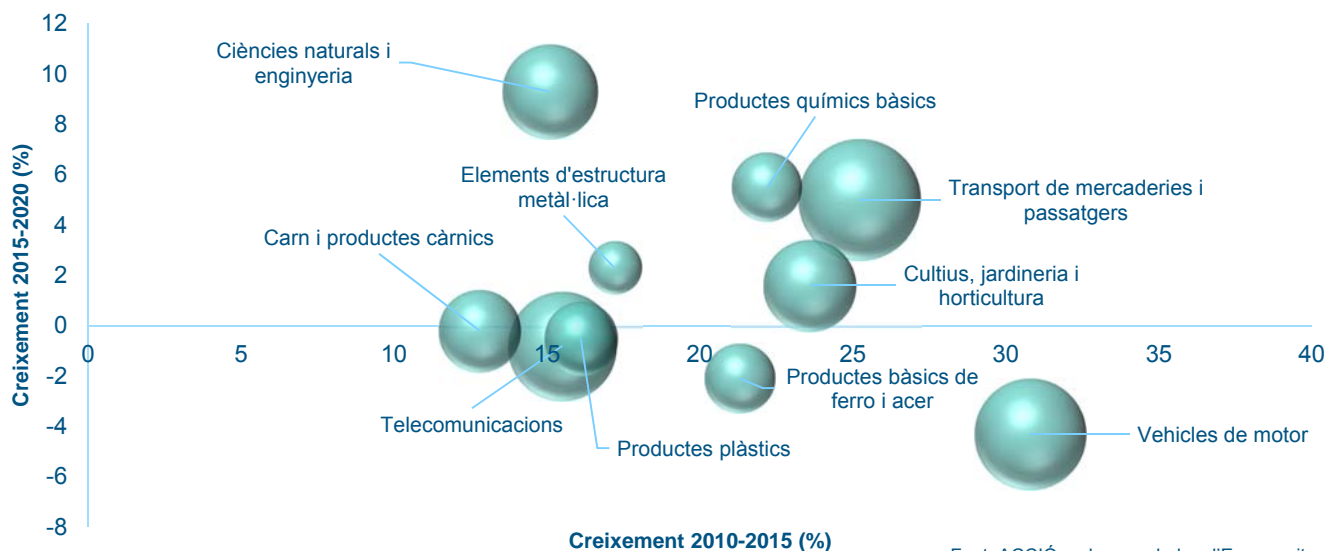 12
10
8
6
4
2
0
-2
-4
-6
-8
Creixement 2015-2020 (%)
Ciències naturals i
enginyeria
Productes químics bàsics
Elements d'estructura
metàl·lica
Transport de mercaderies i
passatgers
Carn i productes càrnics
Cultius, jardineria i
horticultura
0 5 10 15 20 25 30 35 40
Productes bàsics de
ferro i acer
Telecomunicacions
Productes plàstics
Vehicles de motor
Creixement 2010-2015 (%)